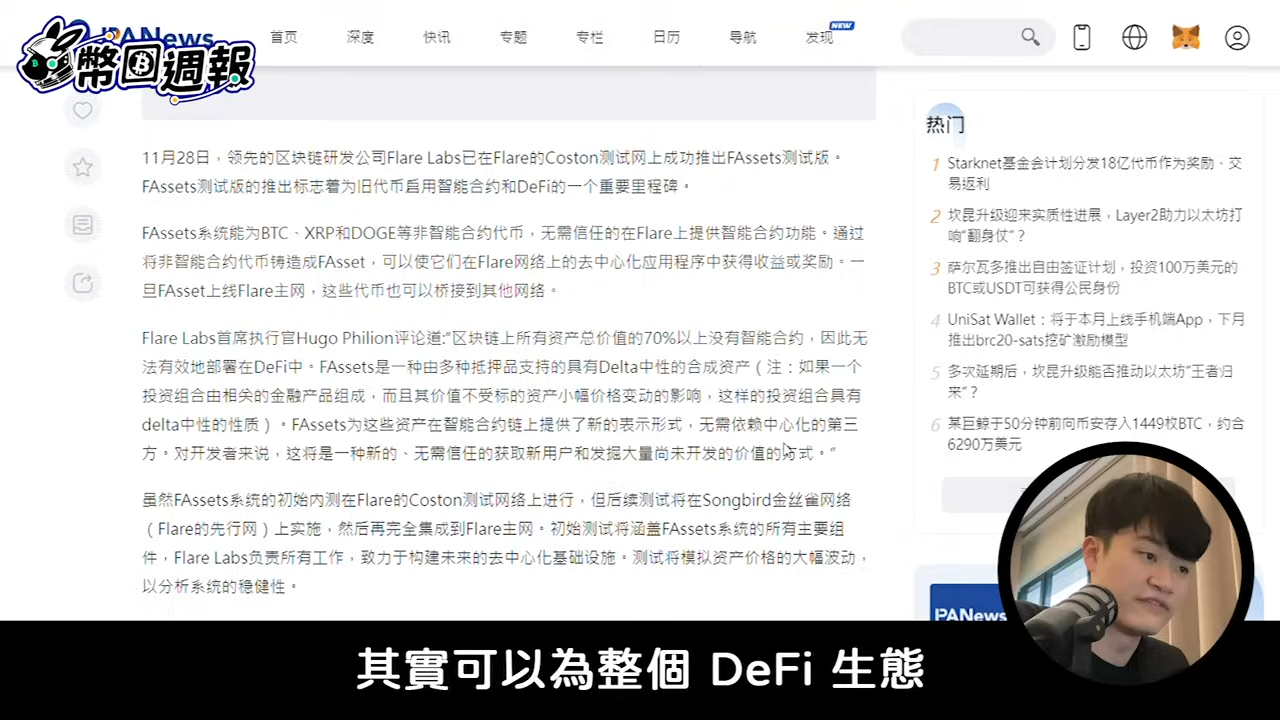 PANews
幣圈週報
首页 深度 快讯 专题 专栏 日历 导航 发现 NEW
11月28日，领先的区块链研发公司Flare Labs已在Flare的Coston测试网上成功推出FAssets测试版。
FAssets测试版的推出标志着为旧代币启用智能合约和DeFi的一个重要里程碑。
FAssets系统能为BTC、XRP和DOGE等非智能合约代币，无需信任的在Flare上提供智能合约功能。通过
将非智能合约代币铸造成FAsset，可以使它们在Flare网络上的去中心化应用程序中获得收益或奖励。一
旦FAsset上线Flare主网，这些代币也可以桥接到其他网络。
Flare Labs首席执行官Hugo Philion评论道:“区块链上所有资产总价值的70%以上没有智能合约，因此无
法有效地部署在DeFi中。FAssets是一种由多种抵押品支持的具有Delta中性的合成资产（注：如果一个
投资组合由相关的金融产品组成，而且其价值不受标的资产小幅价格变动的影响，这样的投资组合具有
delta中性的性质）。FAssets为这些资产在智能合约链上提供了新的表示形式，无需依赖中心化的第三
方。对开发者来说，这将是一种新的、无需信任的获取新用户和发掘大量尚未开发的价值的方式。”
虽然FAssets系统的初始内测在Flare的Coston测试网络上进行，但后续测试将在Songbird金丝雀网络
（Flare的先行网）上实施，然后再完全集成到Flare主网。初始测试将涵盖FAssets系统的所有主要组
件，Flare Labs负责所有工作，致力于构建未来的去中心化基础设施。测试将模拟资产价格的大幅波动，
以分析系统的稳健性。
热门
1 Starknet基金会计划分发18亿代币作为奖励、交
易返利
2 坎昆升级迎来实质性进展，Layer2助力以太坊打
响“翻身仗”？
3 萨尔瓦多推出自由签证计划，投资100万美元的
BTC或USDT可获得公民身份
4 UniSat Wallet：将于本月上线手机端App，下月
推出brc20-sats挖矿激励模型
5 多次延期后，坎昆升级能否推动以太坊“王者归
来”？
6 某巨鲸于50分钟前向币安存入1449枚BTC，约合
6290万美元
PANews
其實可以為整個 DeFi 生態